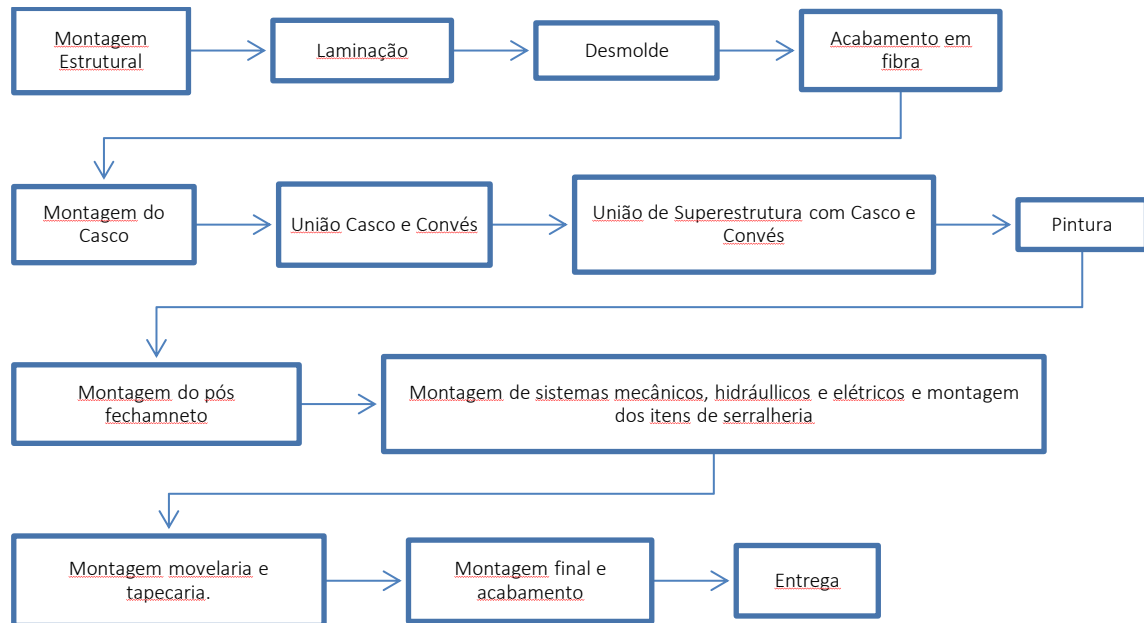 Montagem
Estrutural
Laminação
Desmolde
Acabamento em
fibra
Montagem do
Casco
União Casco e Convés
União de Superestrutura com Casco e
Convés
Pintura
Montagem do pós
fechamneto
Montagem de sistemas mecânicos, hidráullicos e elétricos e montagem
dos itens de serralheria
Montagem movelaria e
tapecaria.
Montagem final e
acabamento
Entrega